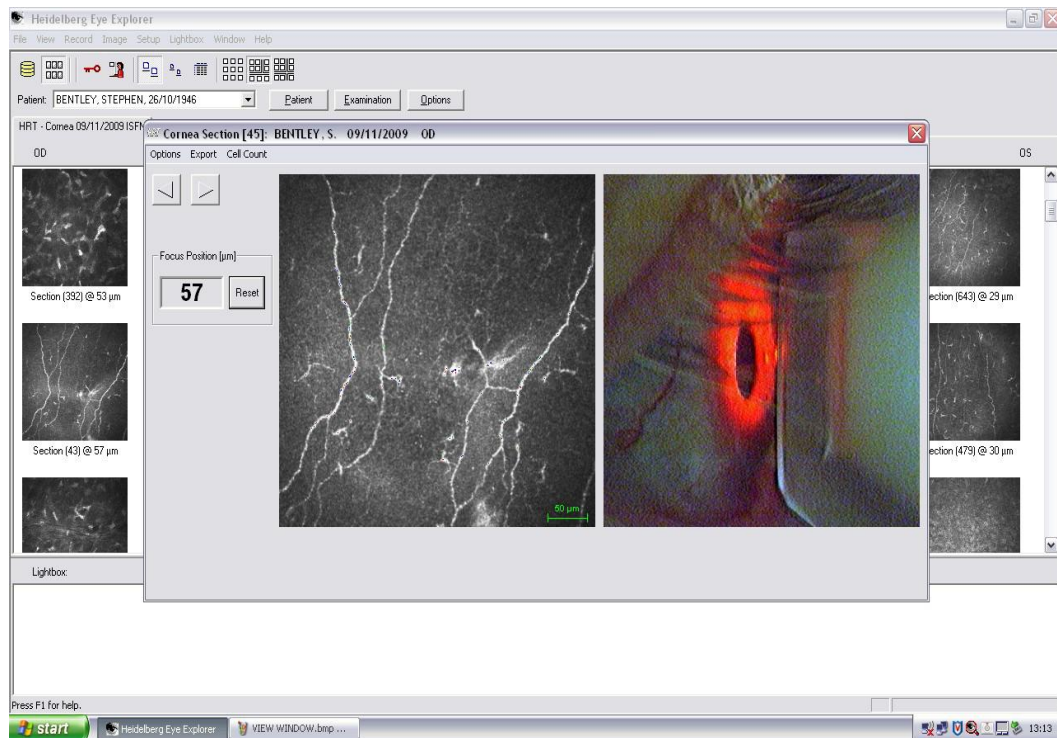 Heidelberg Eye Explorer
File View Record Image Setup Lightbox Window Help
Patient: BENTLEY, STEPHEN, 26/10/1946 Patient Examination Options
HRT - Cornea 09/11/2009 ISFM
Cornea Section [45]: BENTLEY, S. 09/11/2009 OD
OD
OS
Options Export Cell Count
Focus Position [µm]
57 Reset
50 µm
Section (392) @ 53 µm
ection (643) @ 29 µm
Section (43) @ 57 µm
ection (479) @ 30 µm
Lightbox:
Press F1 for help.
start Heidelberg Eye Explorer VIEW WINDOW.bmp ... 13:13